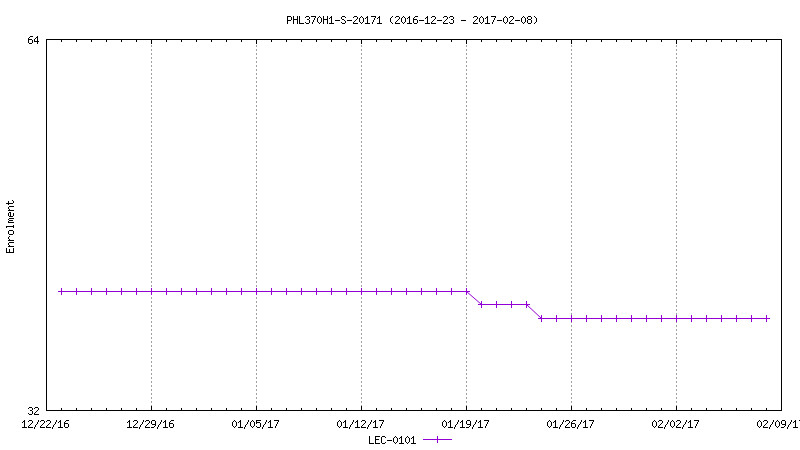 PHL370H1-S-20171 (2016-12-23 - 2017-02-08)
64
Enrolment
32
12/22/16 12/29/16 01/05/17 01/12/17 01/19/17 01/26/17 02/02/17 02/09/1
LEC-0101